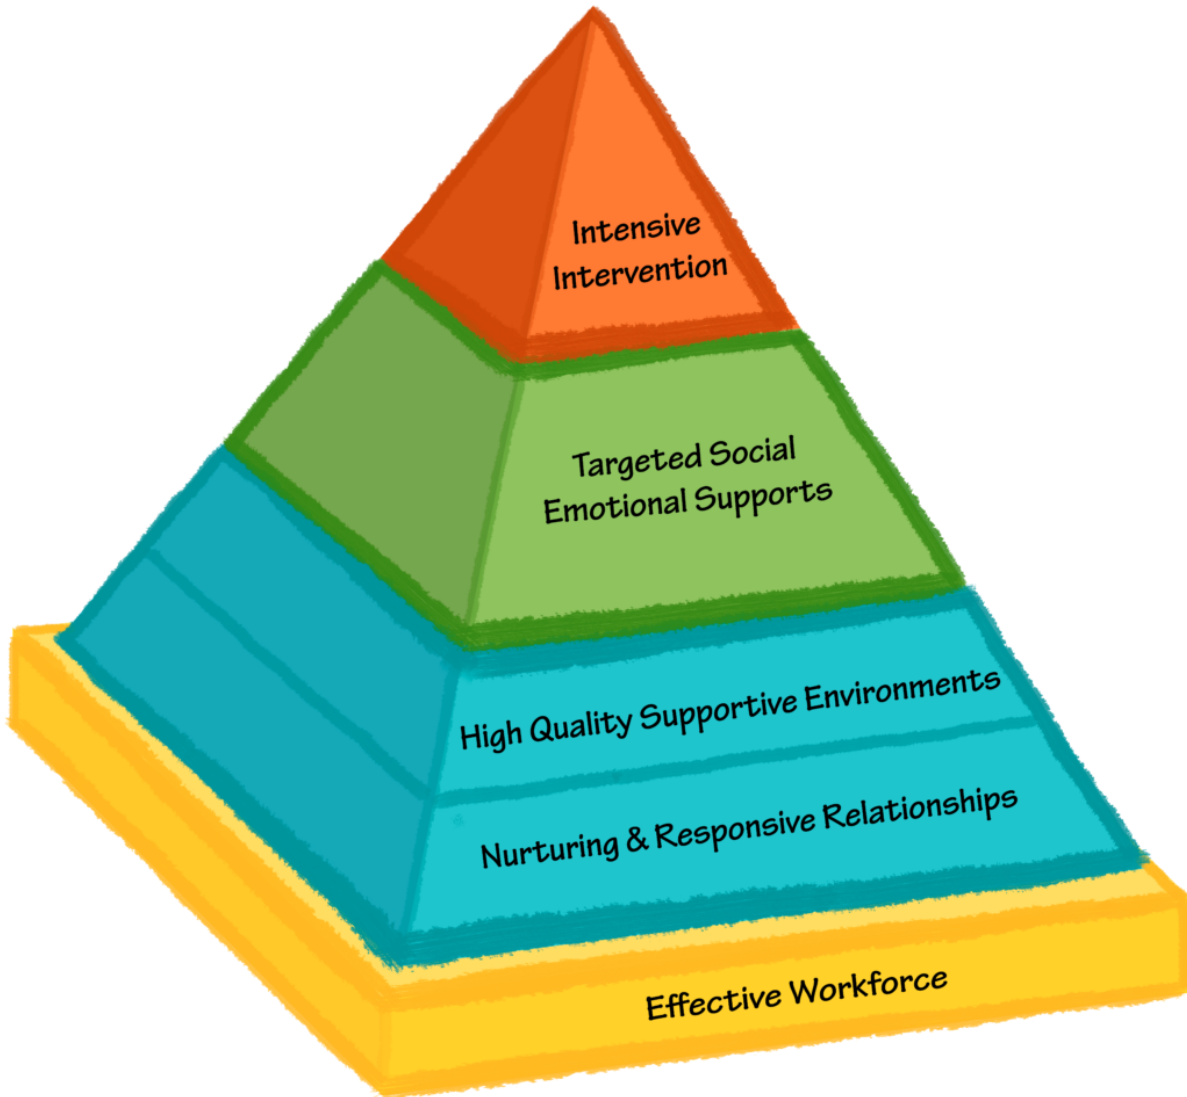 Intensive
Intervention
Targeted Social
Emotional Supports
High Quality Supportive Environments
Nurturing & Responsive Relationships
Effective Workforce